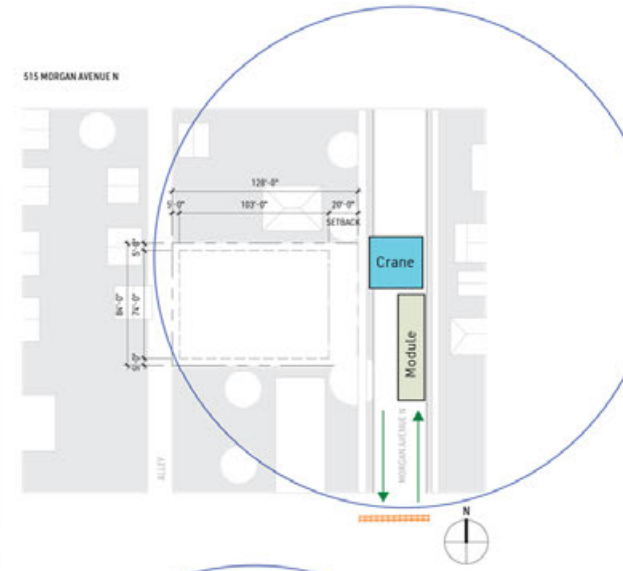 515 MORGAN AVENUE N
128'-0"
5'-0"
103'-0"
20'-0"
SETBACK
5'-0"
84'-0"
74'-0"
5'-0"
Crane
Module
MORGAN AVENUE N
ALLEY
N